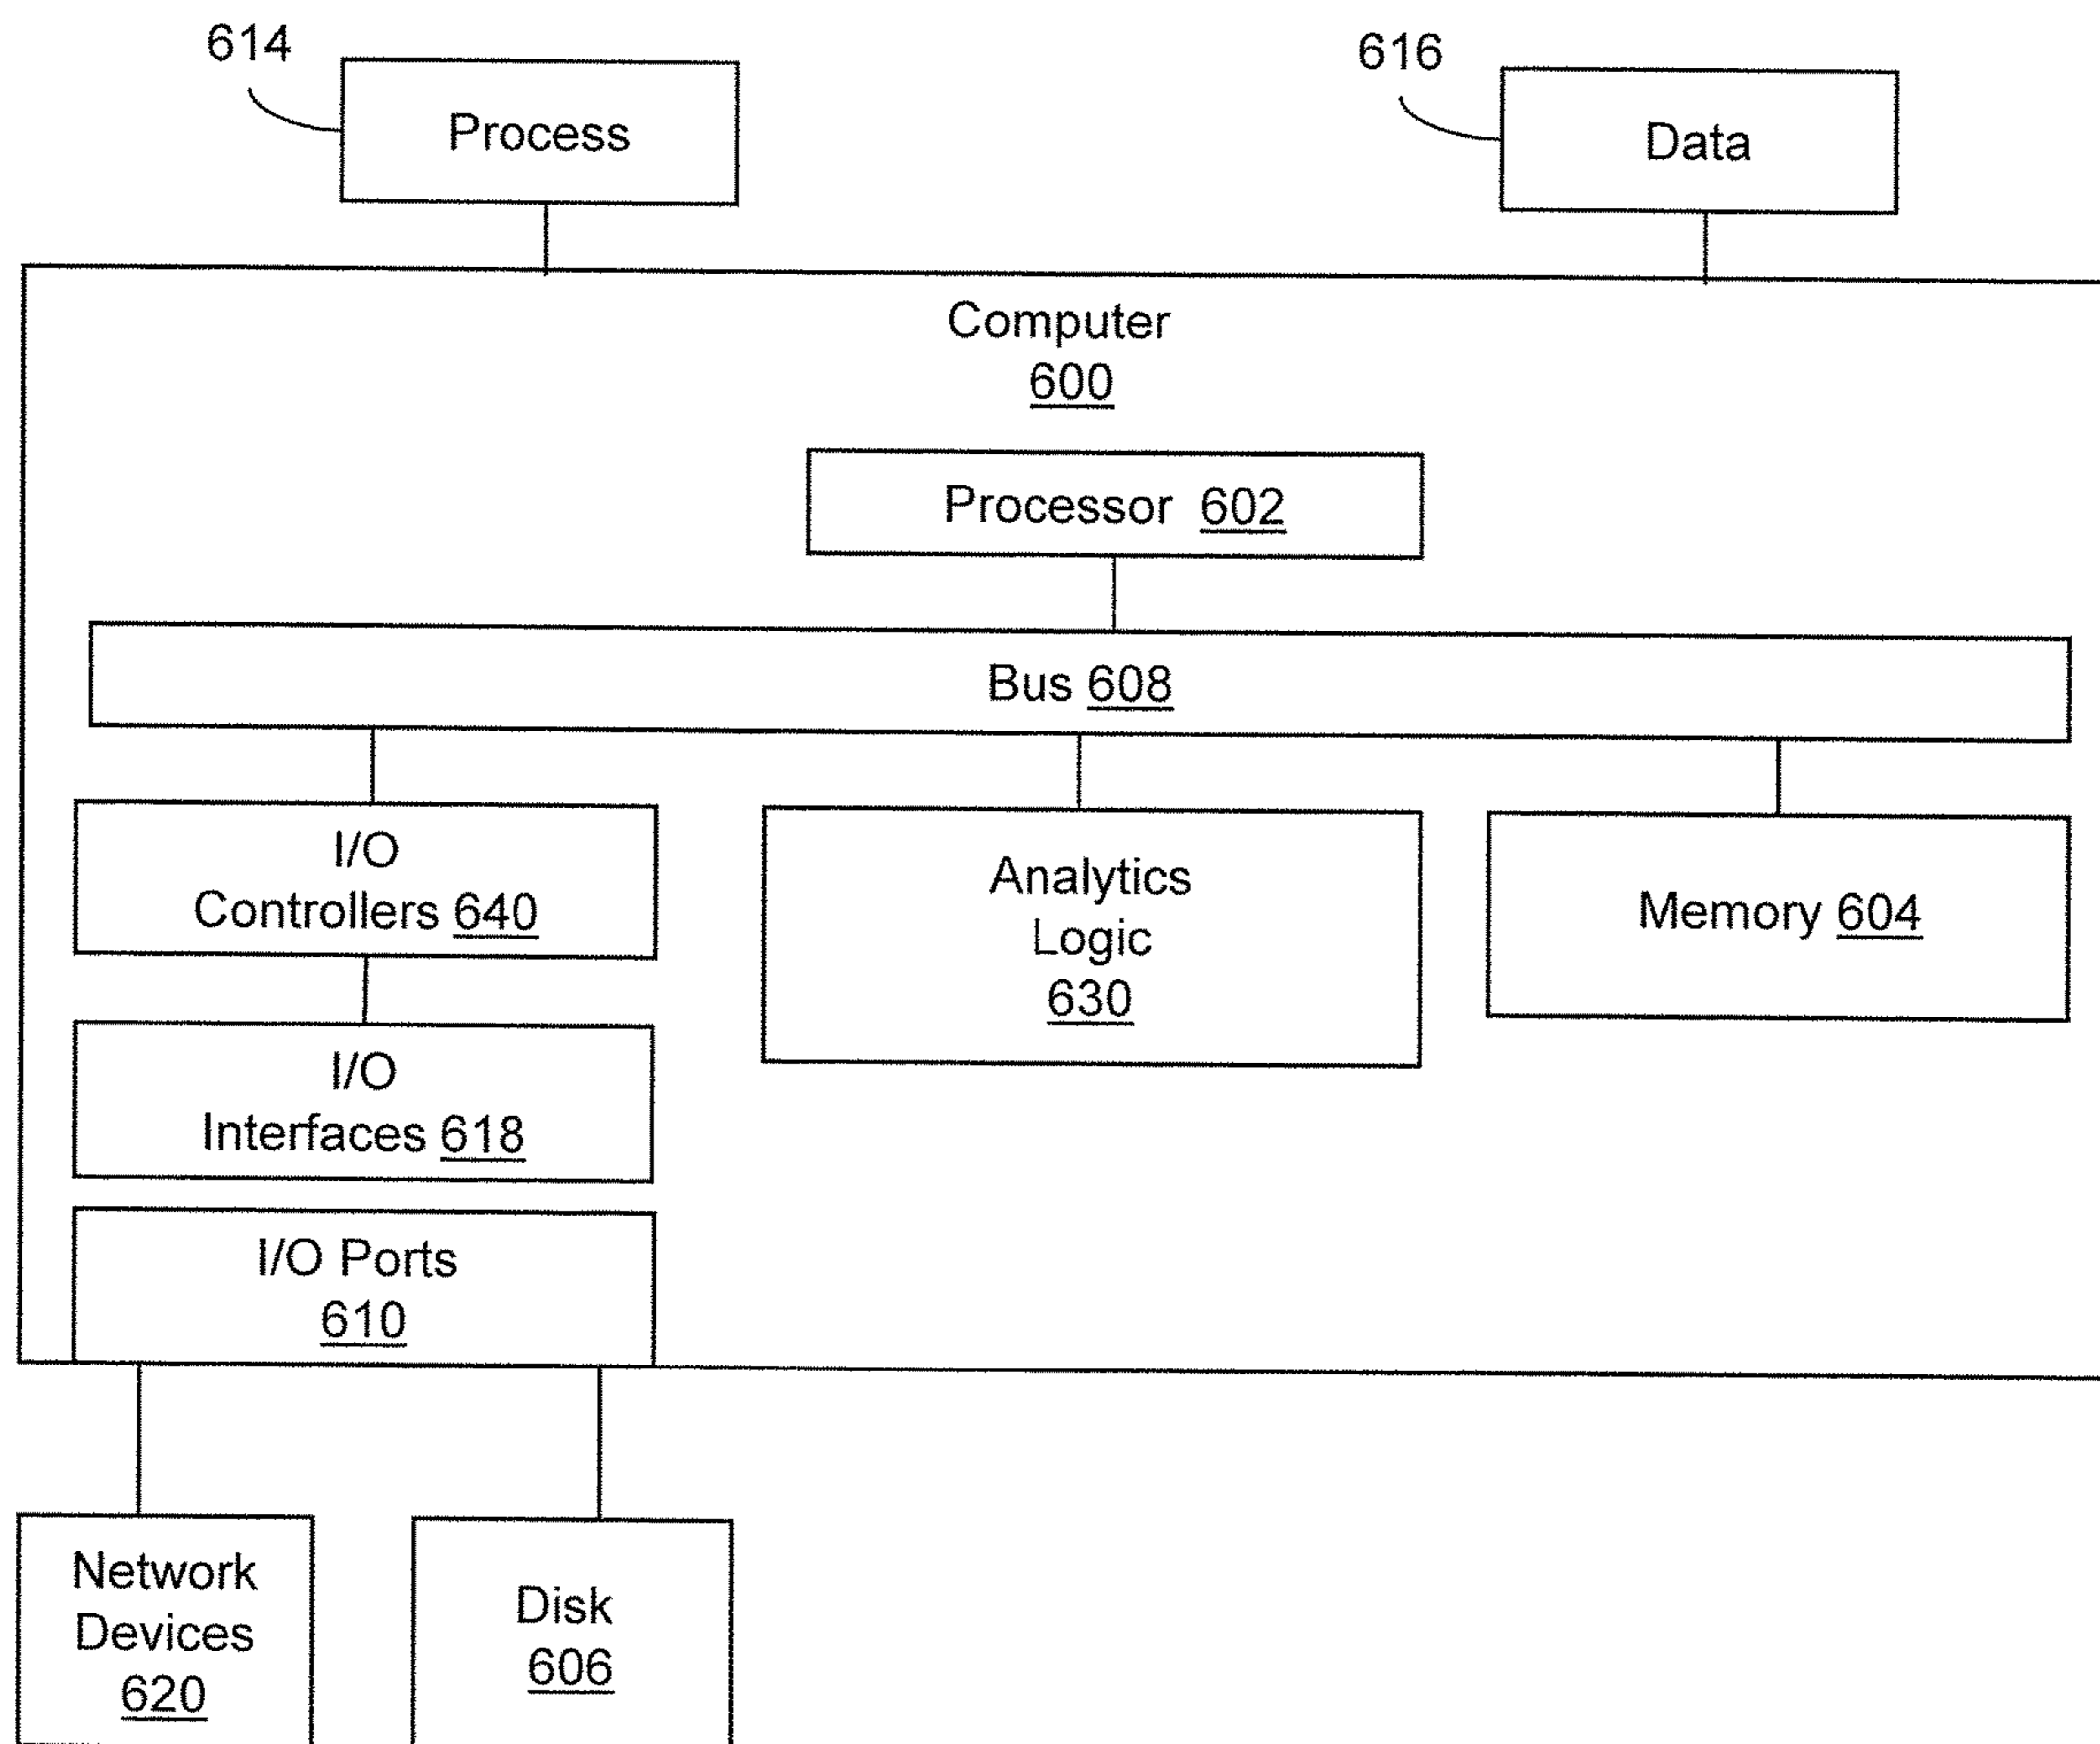 614
Process
616
Data
Computer
600
Processor 602
Bus 608
I/O
Controllers 640
Analytics
Logic
630
Memory 604
I/O
Interfaces 618
I/O Ports
610
Network
Devices
620
Disk
606